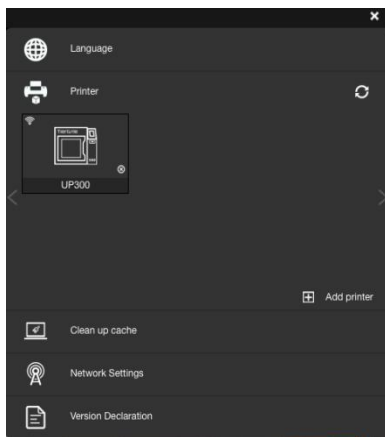 Language
Printer
UP300
Add printer
Clean up cache
Network Settings
Version Declaration